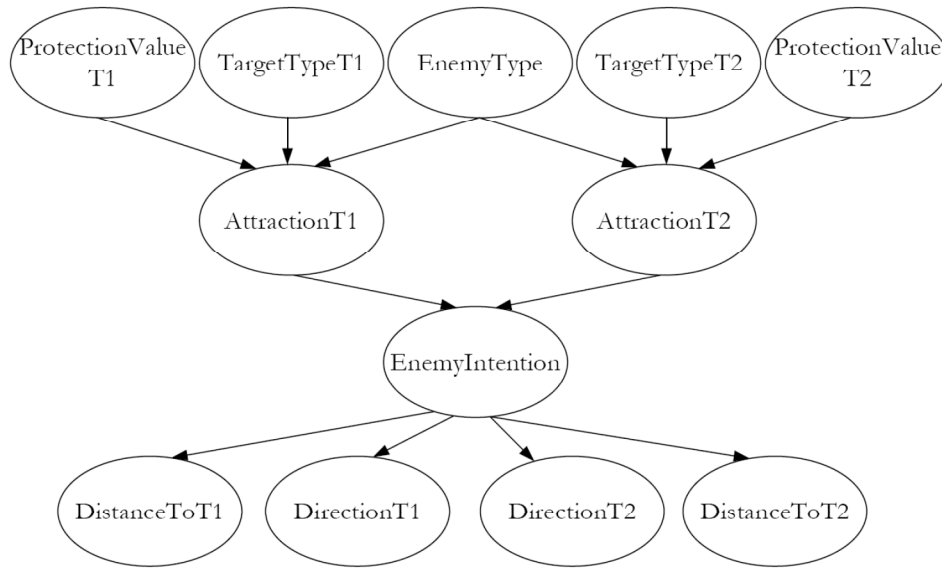 ProtectionValue
T1
TargetTypeT1
EnemyType
TargetTypeT2
ProtectionValue
T2
AttractionT1
AttractionT2
EnemyIntention
DistanceToT1
DirectionT1
DirectionT2
DistanceToT2